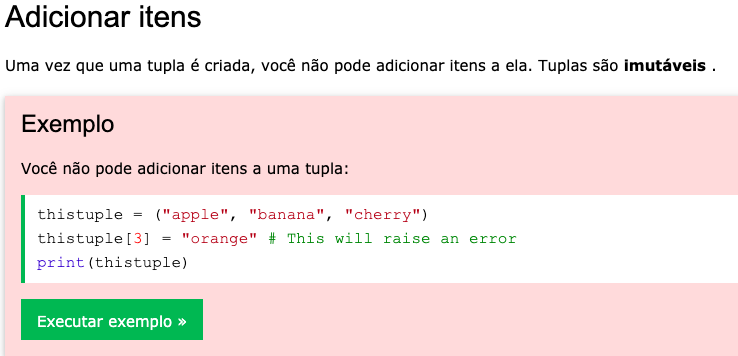 Adicionar itens
Uma vez que uma tupla é criada, você não pode adicionar itens a ela. Tuplas são imutáveis .
Exemplo
Você não pode adicionar itens a uma tupla:
thistuple = ("apple", "banana", "cherry")
thistuple[3] = "orange" # This will raise an error
print(thistuple)
Executar exemplo »